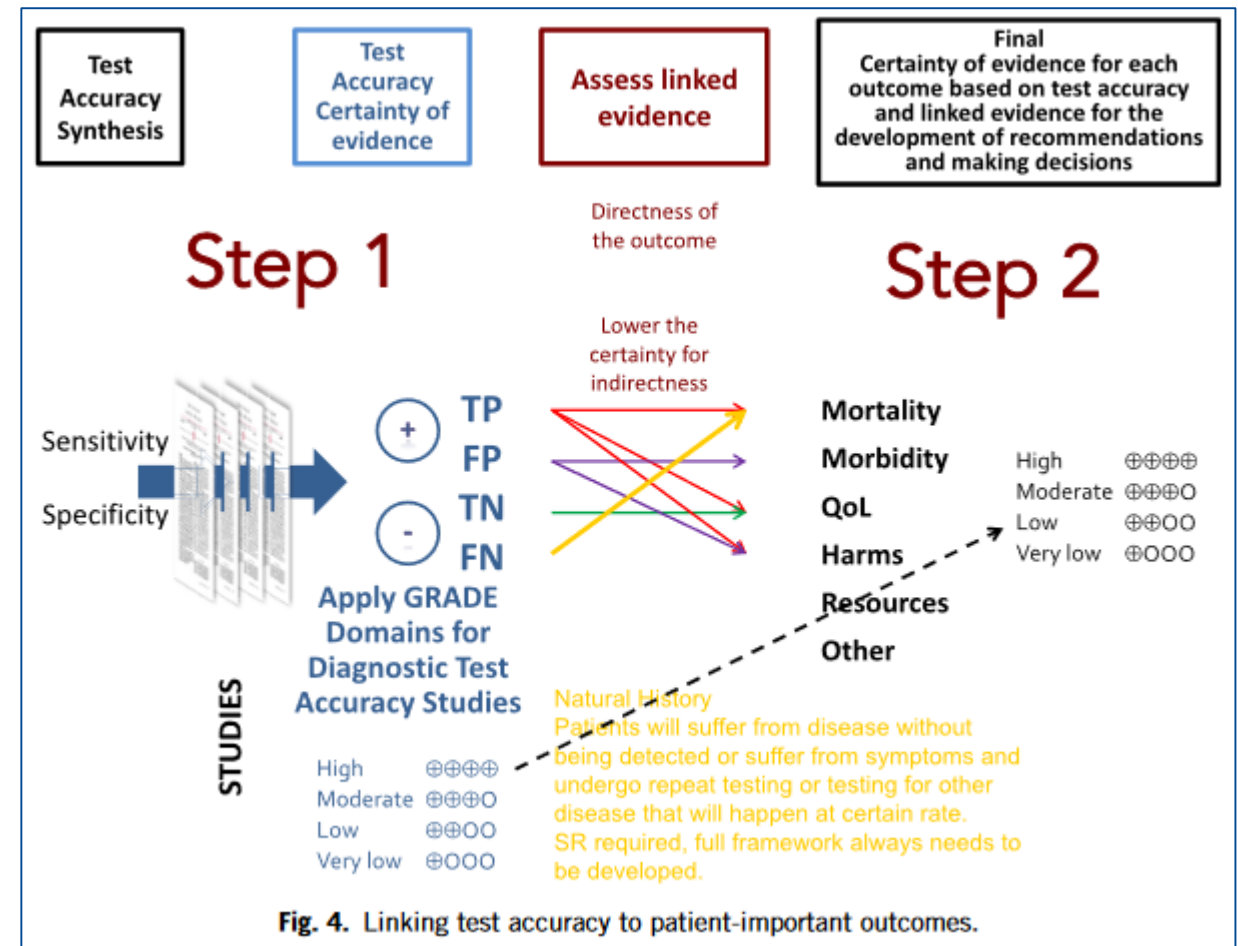 Test
Accuracy
Synthesis
Test
Accuracy
Certainty of
evidence
Assess linked
evidence
Final
Certainty of evidence for each
outcome based on test accuracy
and linked evidence for the
development of recommendations
and making decisions
Step 1
Directness of
the outcome
Step 2
Lower the
certainty for
indirectness
Sensitivity
Specificity
STUDIES
+
-
TP
FP
TN
FN
Apply GRADE
Domains for
Diagnostic Test
Accuracy Studies
High ⊕⊕⊕⊕
Moderate ⊕⊕⊕O
Low ⊕⊕OO
Very low ⊕OOO
Mortality
Morbidity
QoL
Harms
Resources
Other
High ⊕⊕⊕⊕
Moderate ⊕⊕⊕O
Low ⊕⊕OO
Very low ⊕OOO
Natural History
Patients will suffer from disease without
being detected or suffer from symptoms and
undergo repeat testing or testing for other
disease that will happen at certain rate.
SR required, full framework always needs to
be developed.
Fig. 4. Linking test accuracy to patient-important outcomes.